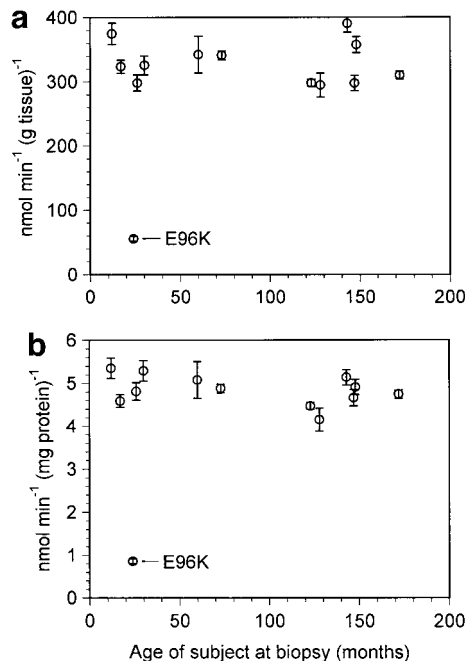 a
nmol min⁻¹ (g tissue)⁻¹
400
300
200
100
0
E96K
0 50 100 150 200
b
nmol min⁻¹ (mg protein)⁻¹
6
5
4
3
2
1
0
E96K
0 50 100 150 200
Age of subject at biopsy (months)